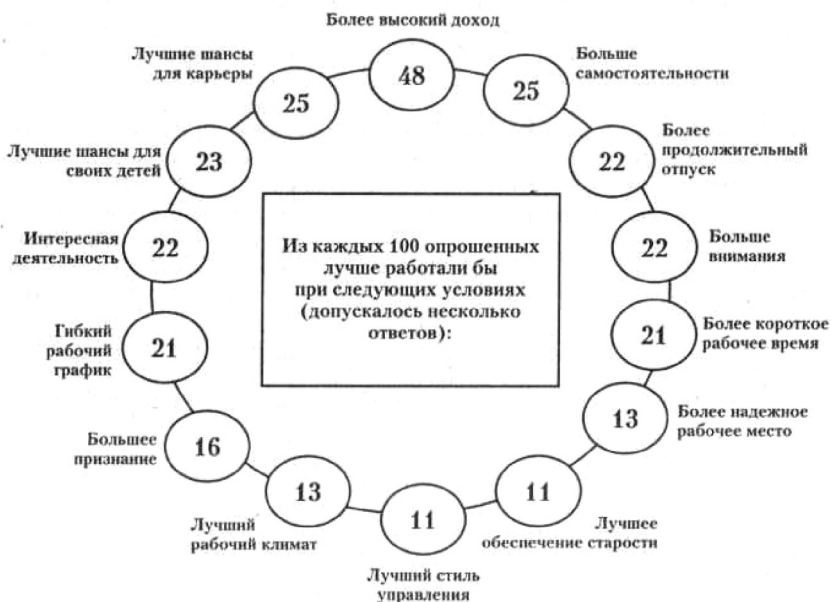 Более высокий доход
48
Больше
самостоятельности
25
Более
продолжительный
отпуск
22
Больше
внимания
22
Более короткое
рабочее время
21
Более надежное
рабочее место
13
Лучшее
обеспечение старости
11
Лучший стиль
управления
11
Лучший
рабочий климат
13
Большее
признание
16
Гибкий
рабочий
график
21
Интересная
деятельность
22
Лучшие шансы для
своих детей
23
Лучшие шансы
для карьеры
25
Из каждых 100 опрошенных
лучше работали бы
при следующих условиях
(допускалось несколько
ответов):